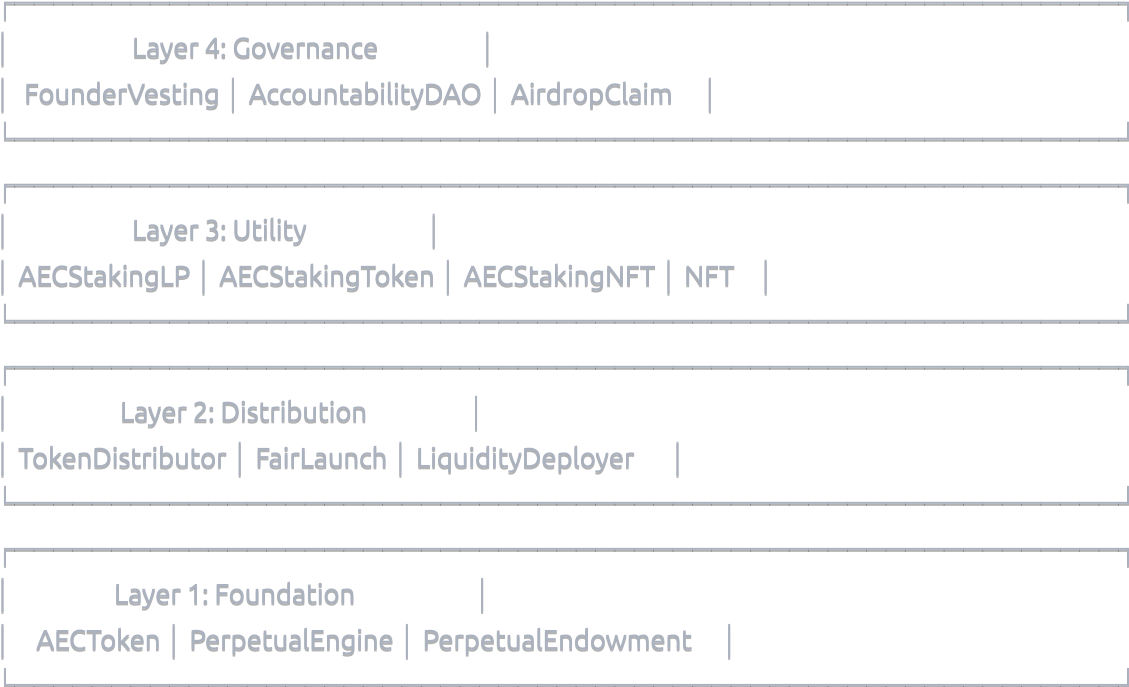 Layer 4: Governance
FounderVesting │ AccountabilityDAO │ AirdropClaim
Layer 3: Utility
AECStakingLP │ AECStakingToken │ AECStakingNFT │ NFT
Layer 2: Distribution
TokenDistributor │ FairLaunch │ LiquidityDeployer
Layer 1: Foundation
AECToken │ PerpetualEngine │ PerpetualEndowment